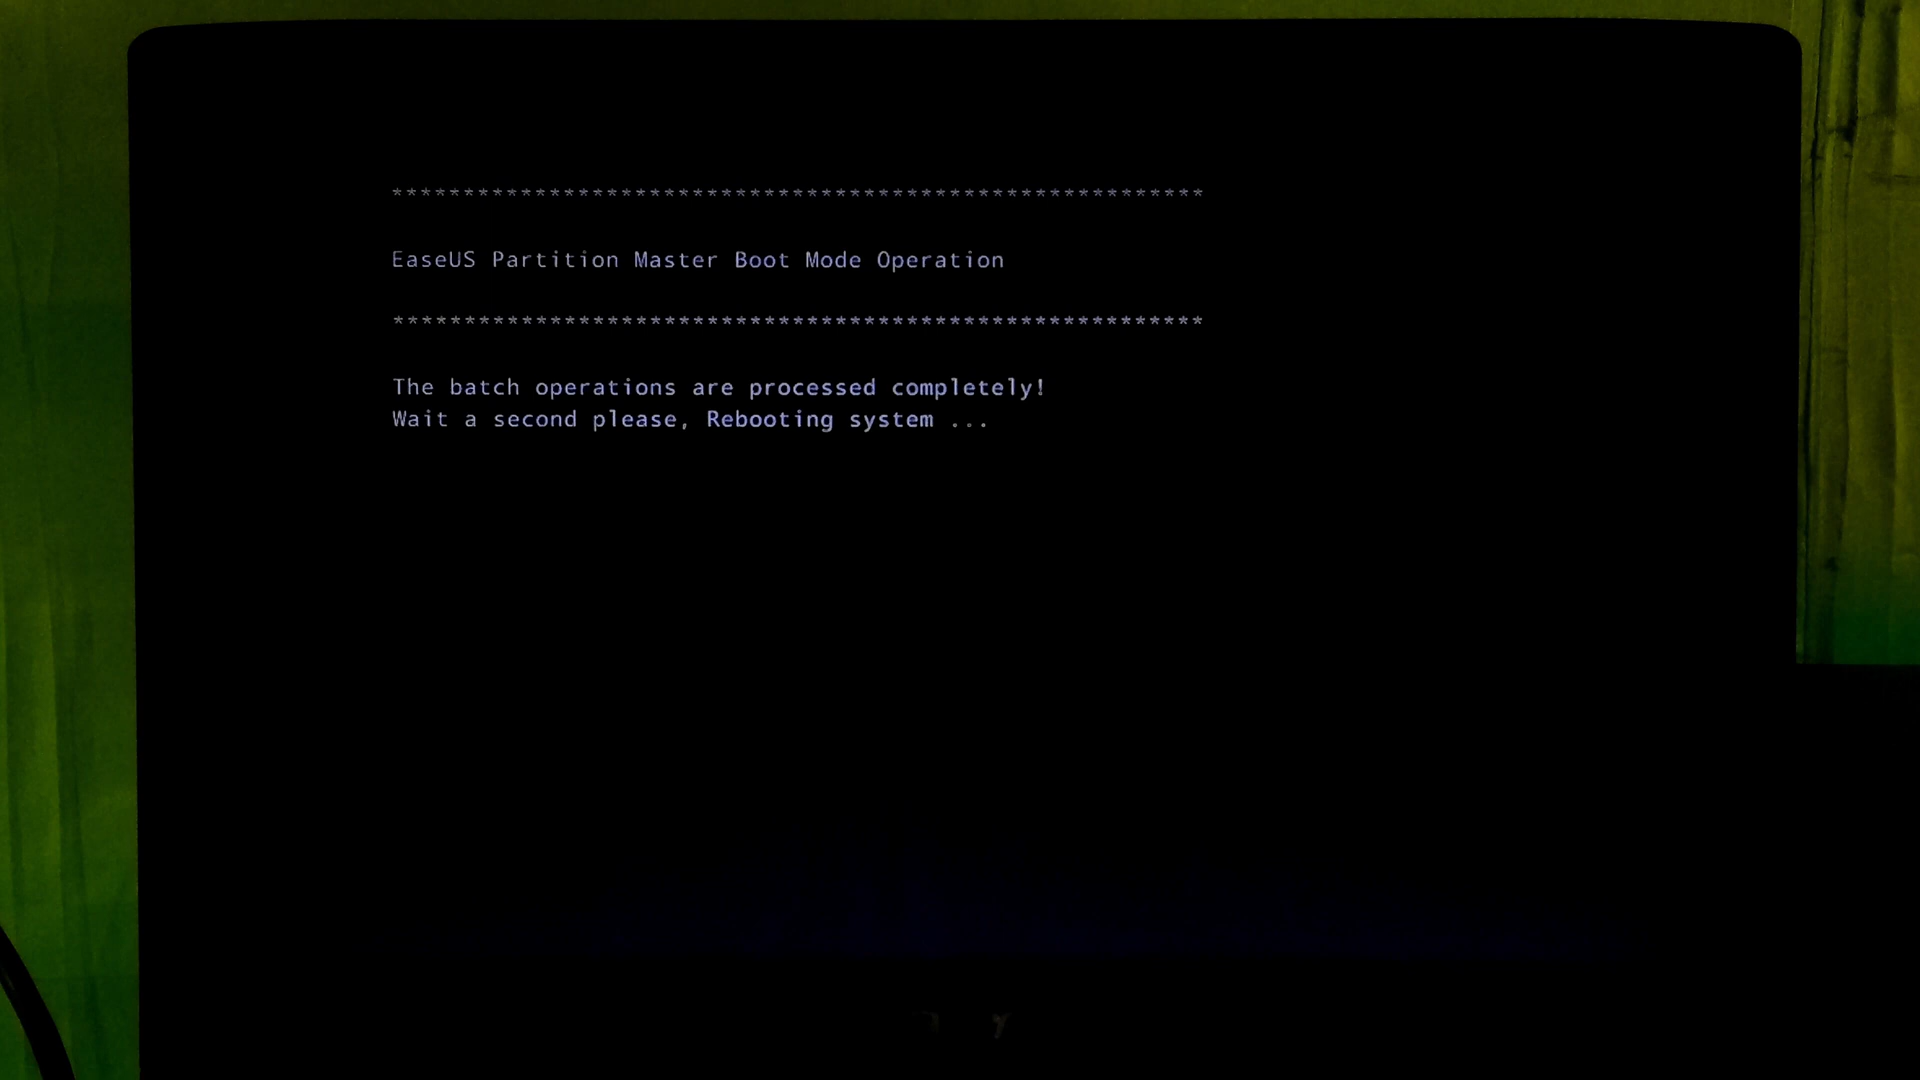 *********************************************************
EaseUS Partition Master Boot Mode Operation
*********************************************************
The batch operations are processed completely!
Wait a second please, Rebooting system ...